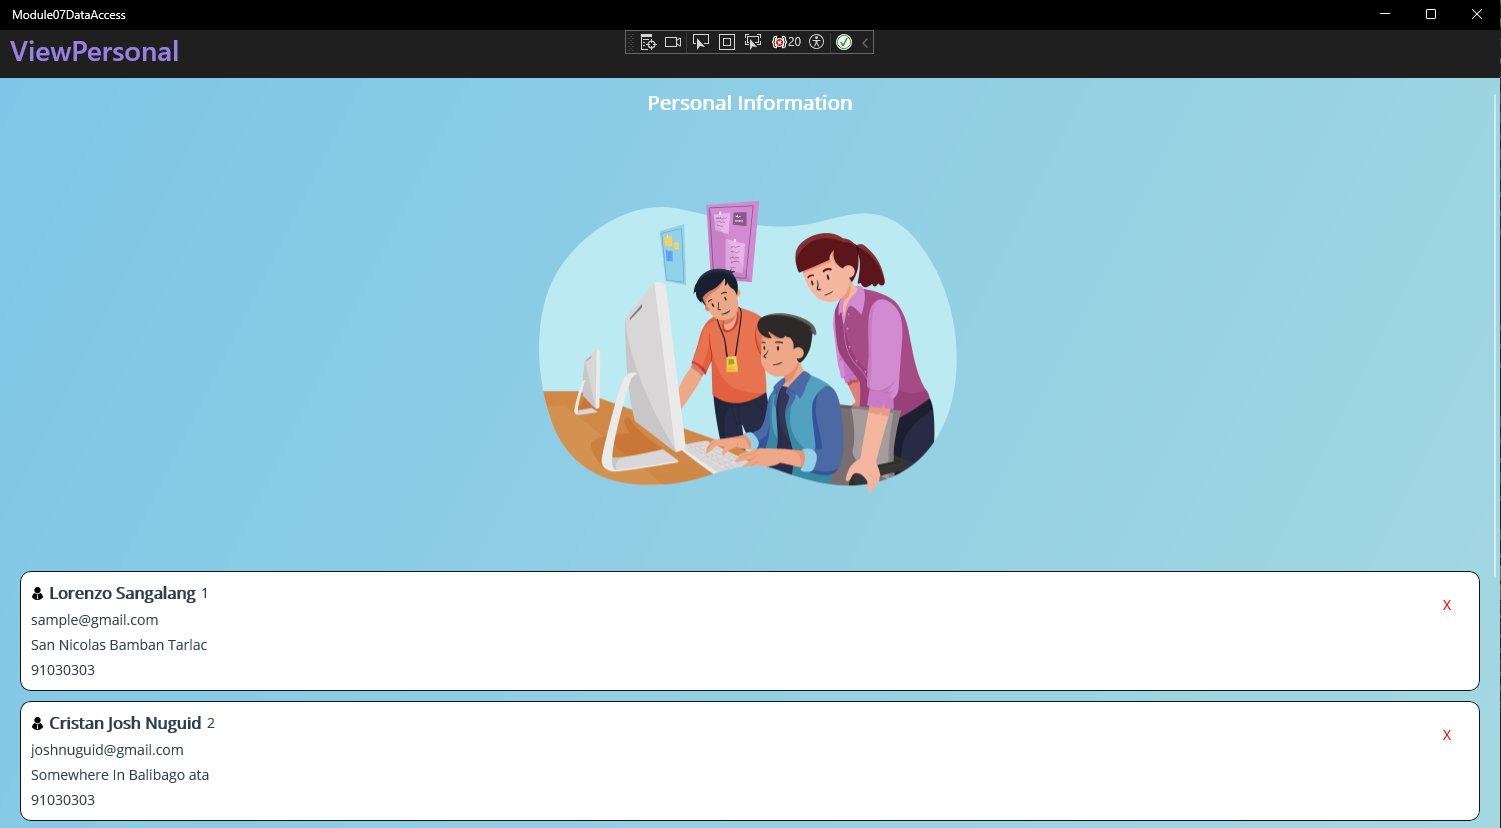 Module07DataAccess
ViewPersonal
20
Personal Information
Lorenzo Sangalang 1
X
sample@gmail.com
San Nicolas Bamban Tarlac
91030303
Cristan Josh Nuguid 2
X
joshnuguid@gmail.com
Somewhere In Balibago ata
91030303